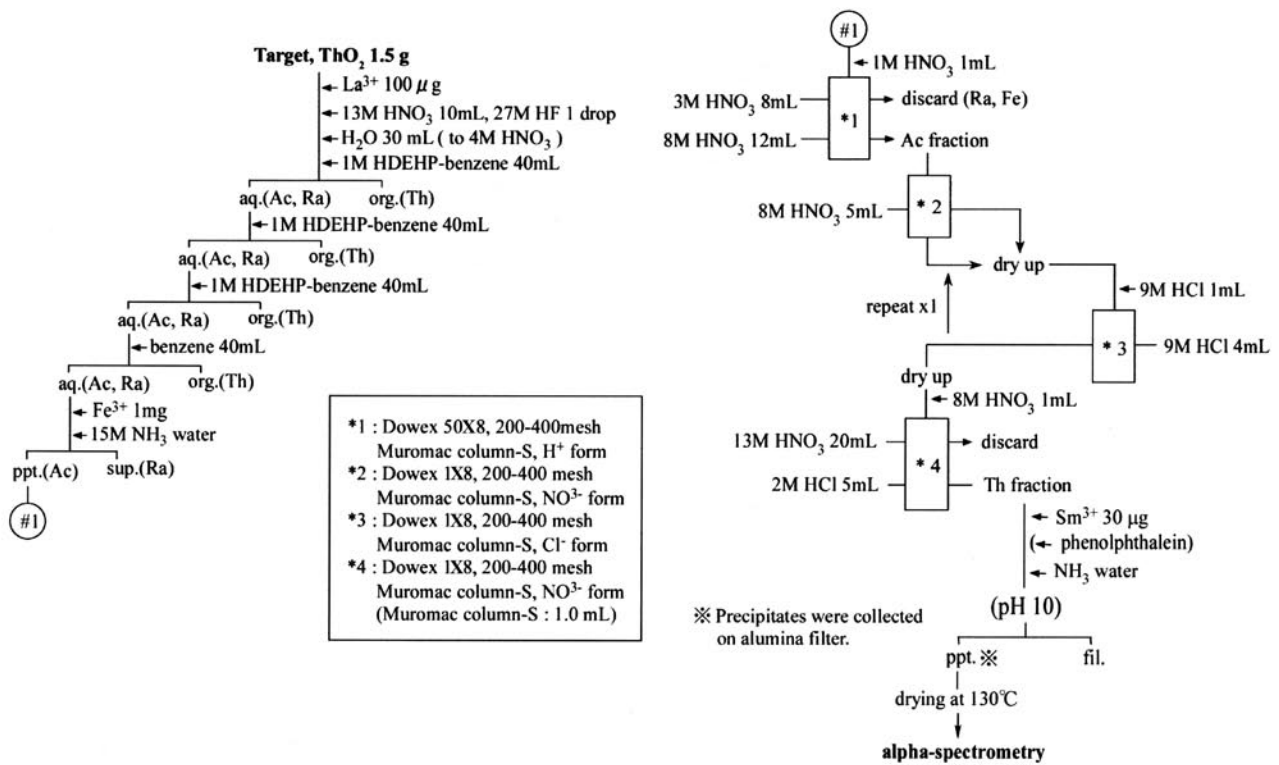 Target, ThO₂ 1.5 g
La³⁺ 100 μg
13M HNO₃ 10mL, 27M HF 1 drop
H₂O 30 mL ( to 4M HNO₃ )
1M HDEHP-benzene 40mL
aq.(Ac, Ra) org.(Th)
1M HDEHP-benzene 40mL
aq.(Ac, Ra) org.(Th)
1M HDEHP-benzene 40mL
aq.(Ac, Ra) org.(Th)
benzene 40mL
aq.(Ac, Ra) org.(Th)
Fe³⁺ 1mg
15M NH₃ water
ppt.(Ac) sup.(Ra)
#1
*1 : Dowex 50X8, 200-400mesh
Muromac column-S, H⁺ form
*2 : Dowex 1X8, 200-400 mesh
Muromac column-S, NO³⁻ form
*3 : Dowex 1X8, 200-400 mesh
Muromac column-S, Cl⁻ form
*4 : Dowex 1X8, 200-400 mesh
Muromac column-S, NO³⁻ form
(Muromac column-S : 1.0 mL)
#1
1M HNO₃ 1mL
3M HNO₃ 8mL
*1
discard (Ra, Fe)
8M HNO₃ 12mL
Ac fraction
8M HNO₃ 5mL
* 2
dry up
9M HCl 1mL
repeat x1
* 3
9M HCl 4mL
dry up
8M HNO₃ 1mL
13M HNO₃ 20mL
* 4
discard
2M HCl 5mL
Th fraction
Sm³⁺ 30 μg
( phenolphthalein)
NH₃ water
(pH 10)
※ Precipitates were collected
on alumina filter.
ppt.※ fil.
drying at 130℃
alpha-spectrometry